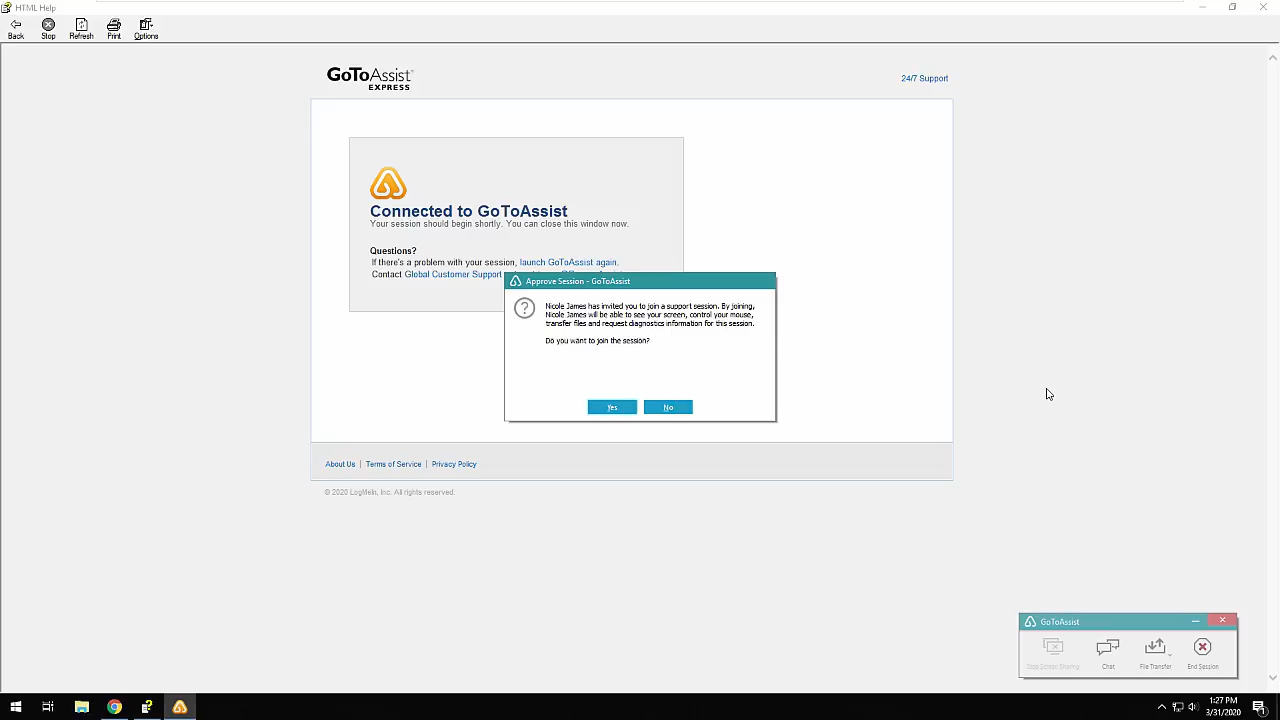 HTML Help
Back Stop Refresh Print Options
GoToAssist
EXPRESS
24/7 Support
Connected to GoToAssist
Your session should begin shortly. You can close this window now.
Questions?
If there's a problem with your session, launch GoToAssist again.
Contact Global Customer Support
Approve Session - GoToAssist
Nicole James has invited you to join a support session. By joining,
Nicole James will be able to see your screen, control your mouse,
transfer files and request diagnostics information for this session.
Do you want to join the session?
Yes No
About Us | Terms of Service | Privacy Policy
© 2020 LogMeIn, Inc. All rights reserved.
GoToAssist
Stop Screen Sharing Chat File Transfer End Session
1:27 PM
3/31/2020